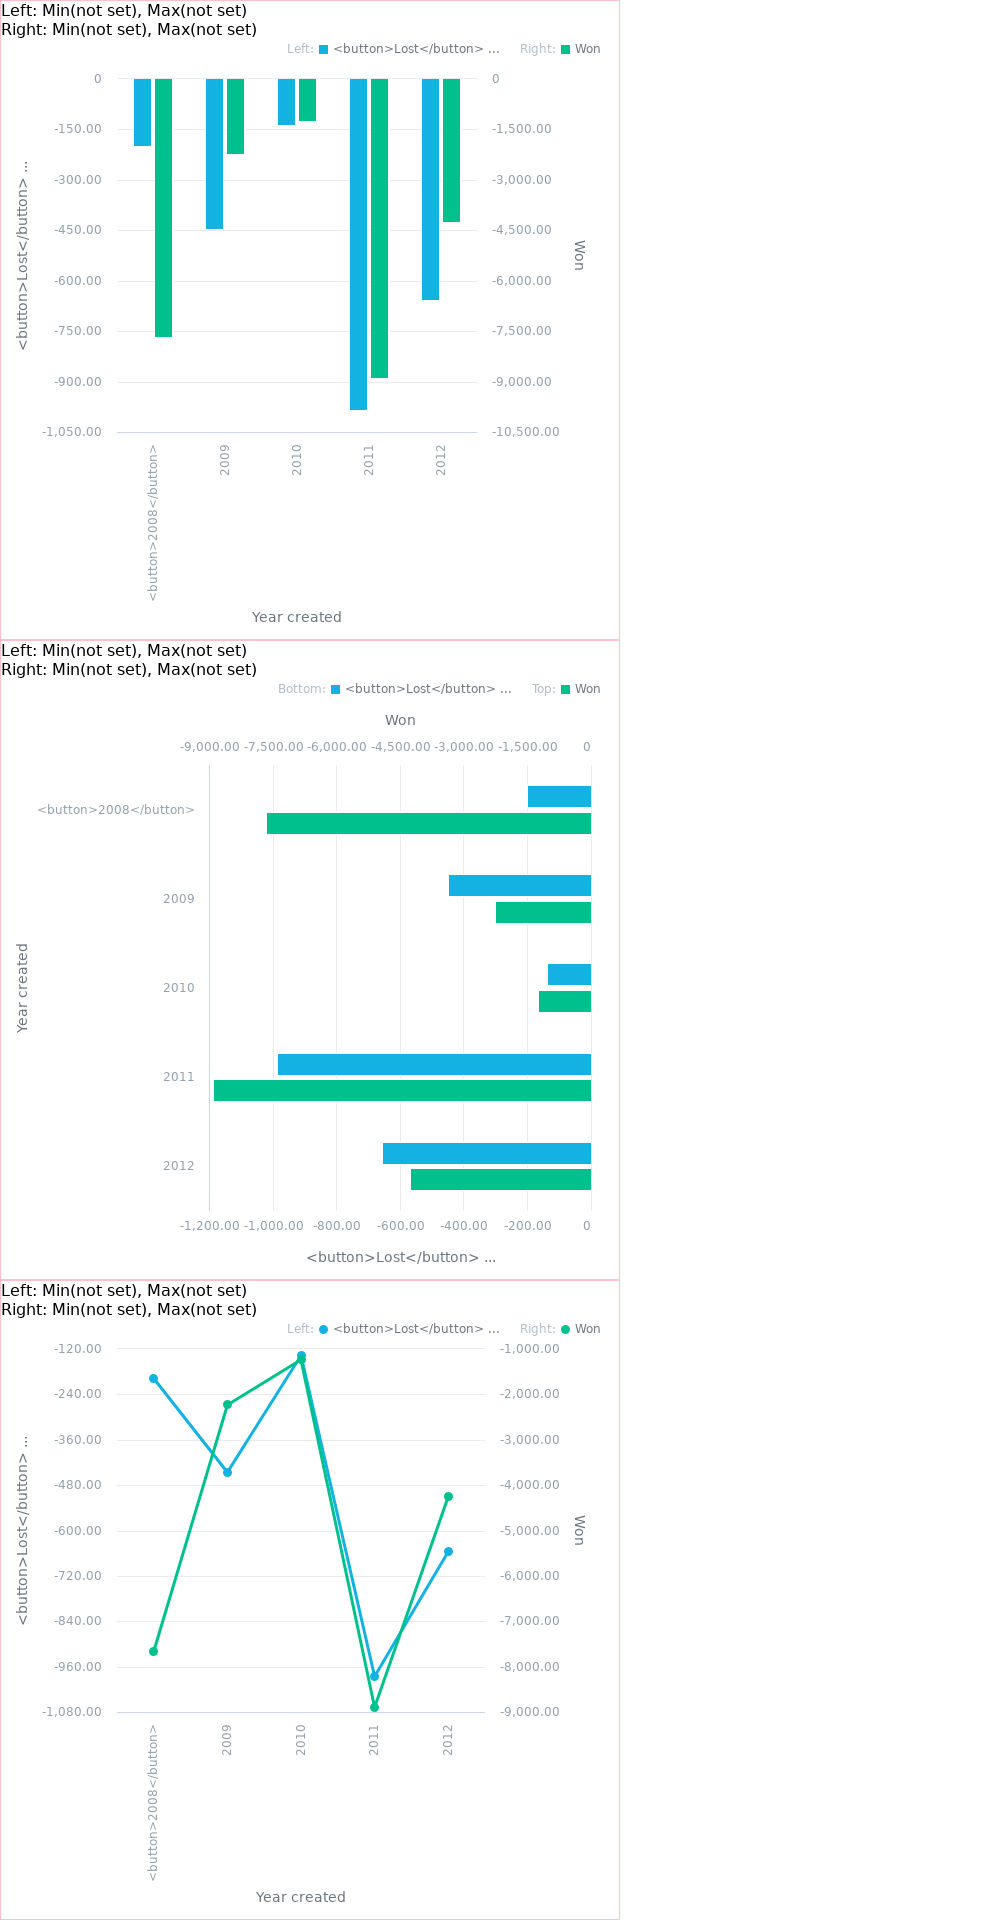 Left: Min(not set), Max(not set)
Right: Min(not set), Max(not set)
Left: <button>Lost</button> ... Right: Won
0 0
-150.00 -1,500.00
-300.00 -3,000.00
-450.00 -4,500.00
-600.00 -6,000.00
-750.00 -7,500.00
-900.00 -9,000.00
-1,050.00 -10,500.00
<button>Lost</button> ...
Won
<button>2008</button> 2009 2010 2011 2012
Year created
Left: Min(not set), Max(not set)
Right: Min(not set), Max(not set)
Bottom: <button>Lost</button> ... Top: Won
Won
-9,000.00 -7,500.00 -6,000.00 -4,500.00 -3,000.00 -1,500.00 0
<button>2008</button>
2009
2010
2011
2012
Year created
-1,200.00 -1,000.00 -800.00 -600.00 -400.00 -200.00 0
<button>Lost</button> ...
Left: Min(not set), Max(not set)
Right: Min(not set), Max(not set)
Left: <button>Lost</button> ... Right: Won
-120.00 -1,000.00
-240.00 -2,000.00
-360.00 -3,000.00
-480.00 -4,000.00
-600.00 -5,000.00
-720.00 -6,000.00
-840.00 -7,000.00
-960.00 -8,000.00
-1,080.00 -9,000.00
<button>Lost</button> ...
Won
<button>2008</button> 2009 2010 2011 2012
Year created